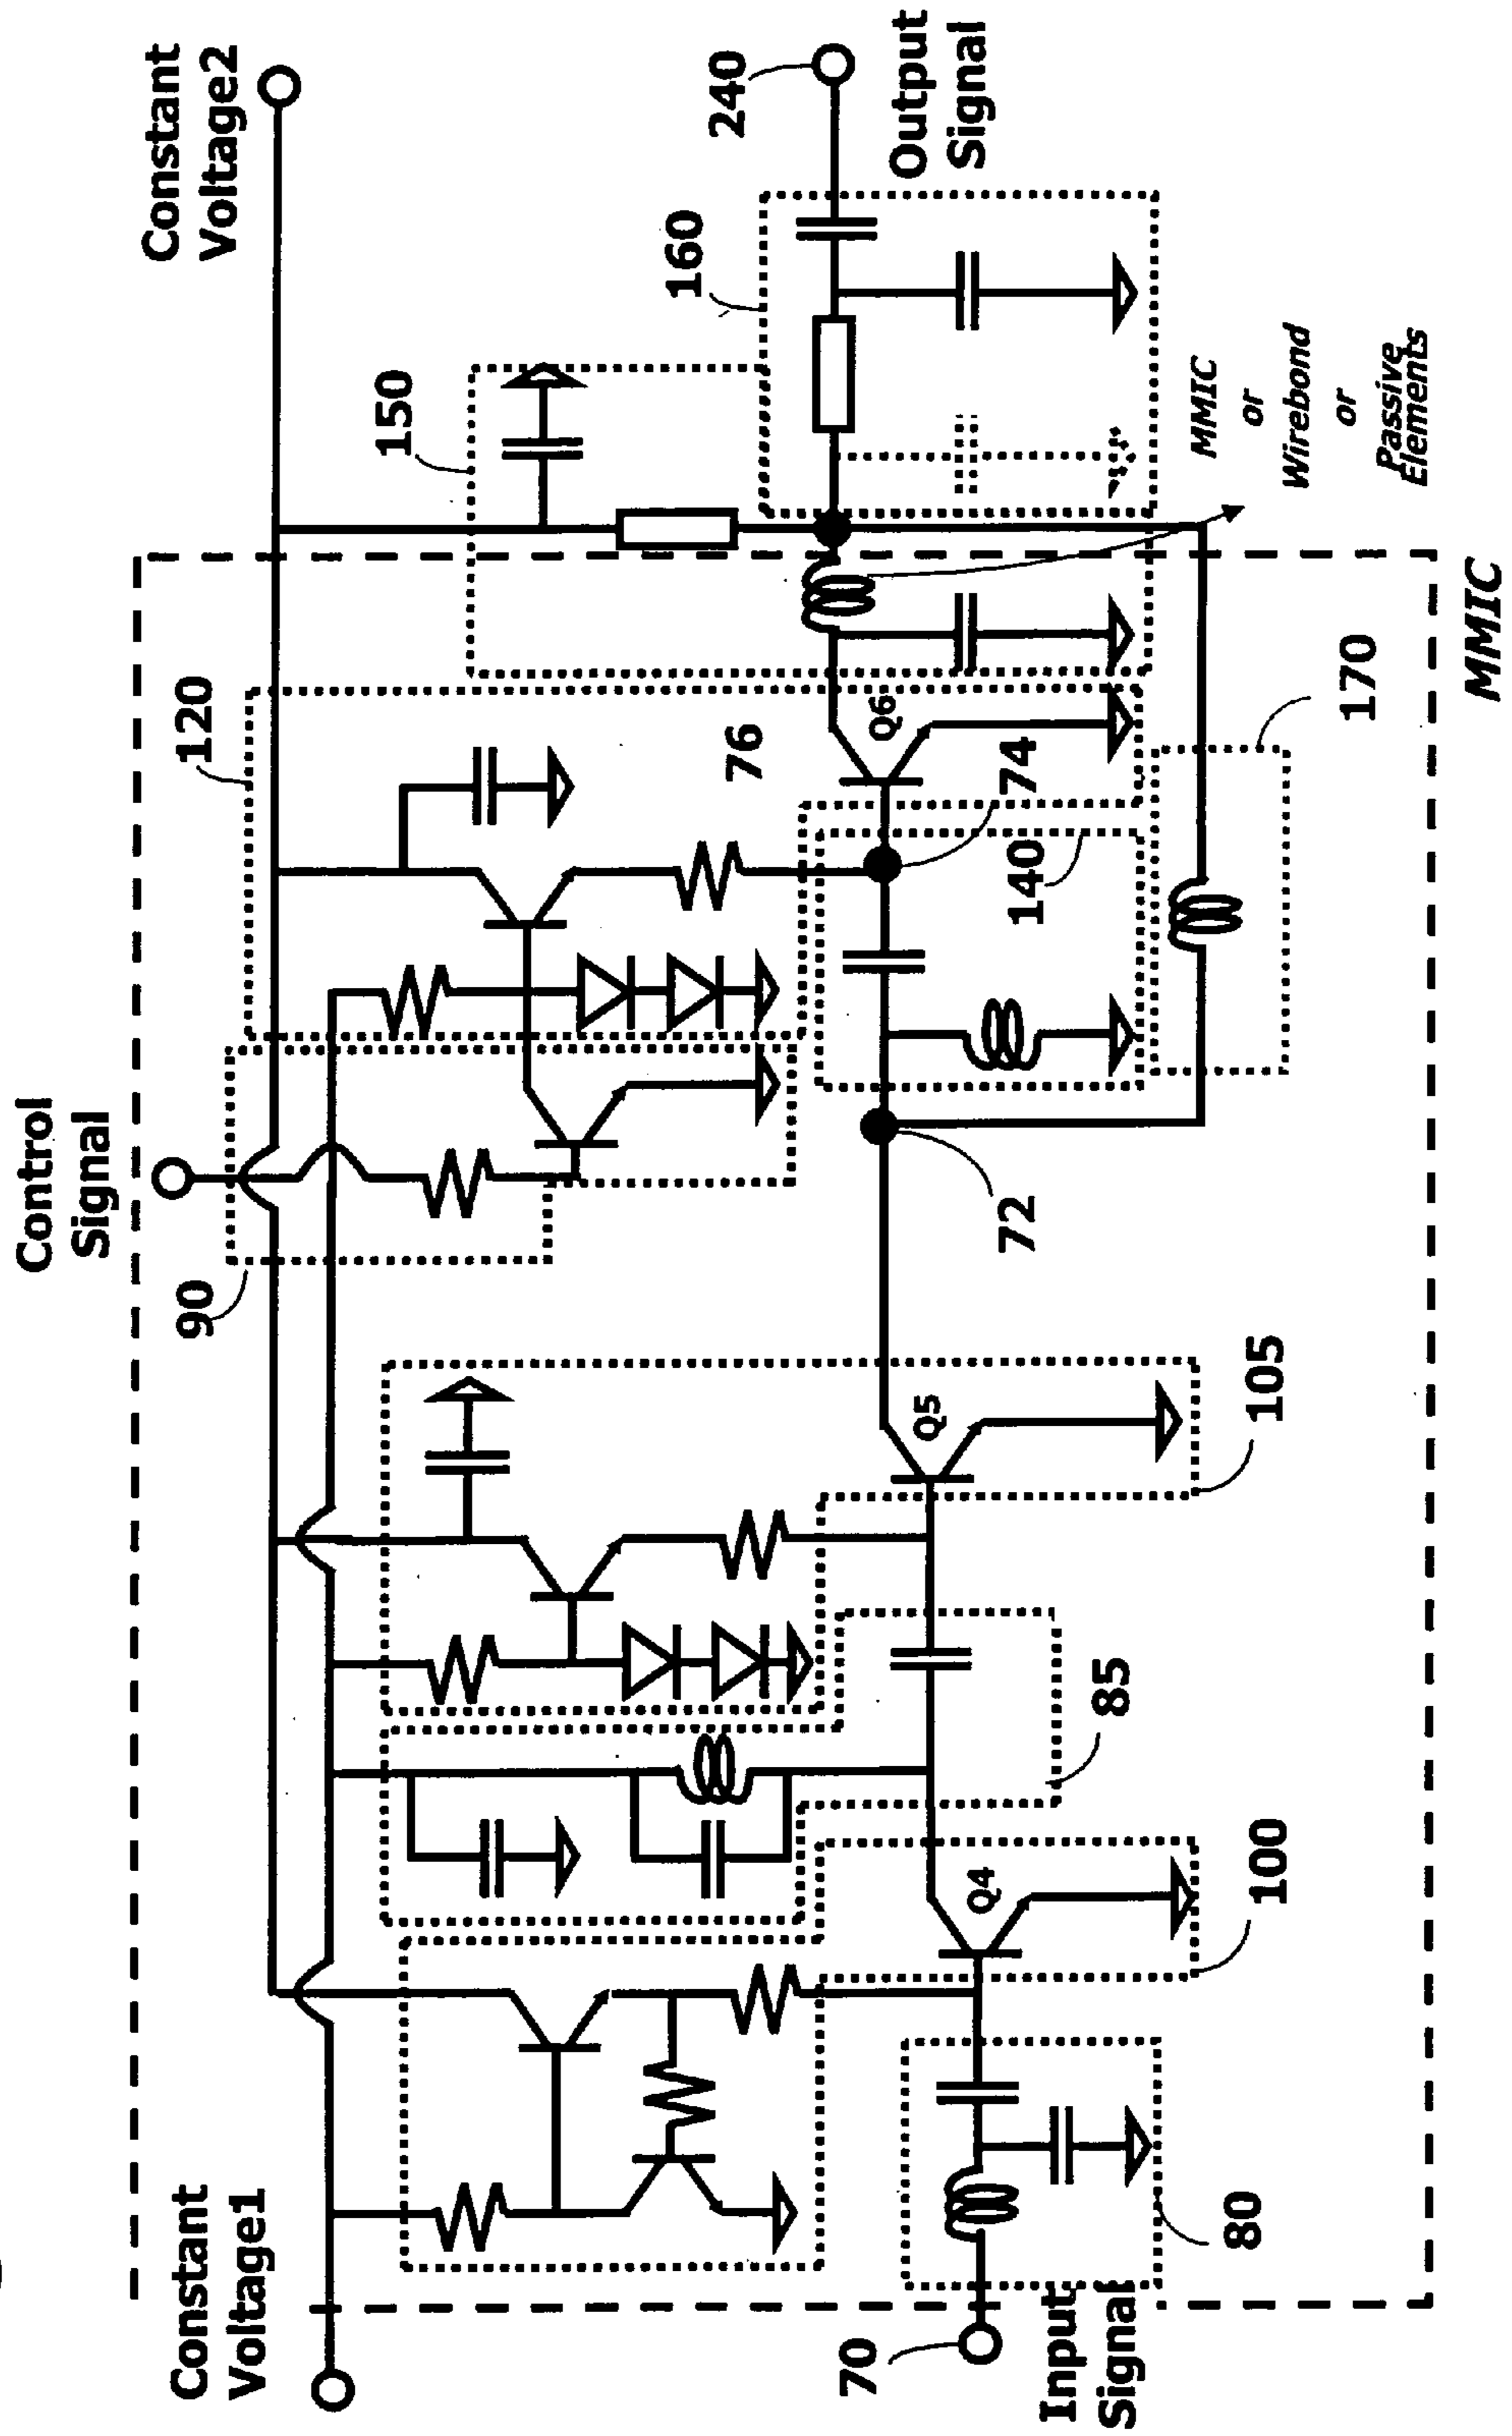 Control
Signal
Constant
Voltage2
Constant
Voltage1
90
120
150
160
240
Output
Signal
76
Q6
74
140
72
Q5
105
85
Q4
100
80
70
Input
Signal
170
MMIC
or
Wirebond
or
Passive
Elements
MMIC